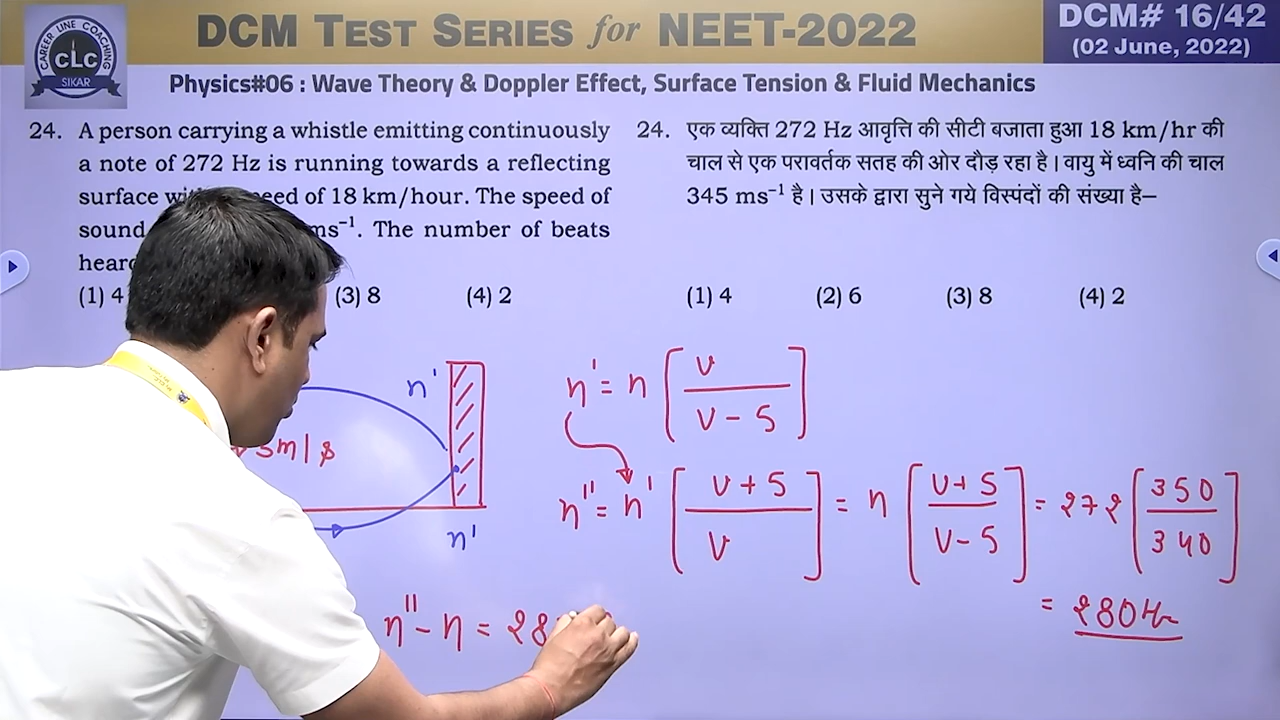 CAREER LINE COACHING
CLC
SIKAR
DCM TEST SERIES for NEET-2022
DCM# 16/42
(02 June, 2022)
Physics#06 : Wave Theory & Doppler Effect, Surface Tension & Fluid Mechanics
24. A person carrying a whistle emitting continuously
a note of 272 Hz is running towards a reflecting
surface speed of 18 km/hour. The speed of
sound ms⁻¹. The number of beats
(1) 4 (3) 8 (4) 2
24. एक व्यक्ति 272 Hz आवृत्ति की सीटी बजाता हुआ 18 km/hr की
चाल से एक परावर्तक सतह की ओर दौड़ रहा है। वायु में ध्वनि की चाल
345 ms⁻¹ है। उसके द्वारा सुने गये विस्पंदों की संख्या है–
(1) 4 (2) 6 (3) 8 (4) 2
n'
5m/s
n'
n' = n [v / v - 5]
n'' = n' [v + 5 / v] = n [v + 5 / v - 5] = 272 [350 / 340]
= 280Hz
n'' - n = 28